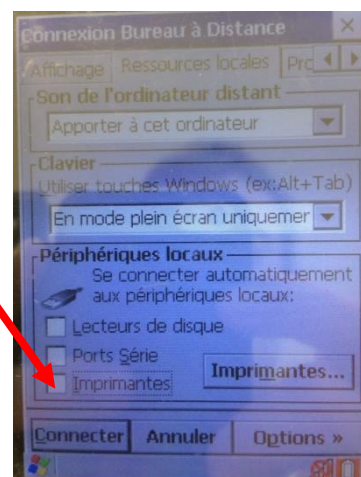 Connexion Bureau à Distance
Affichage Ressources locales Prc
Son de l'ordinateur distant
Apporter à cet ordinateur
Clavier
Utiliser touches Windows (ex:Alt+Tab)
En mode plein écran uniquemer
Périphériques locaux
Se connecter automatiquement
aux périphériques locaux:
Lecteurs de disque
Ports Série
Imprimantes
Imprimantes...
Connecter Annuler Options »